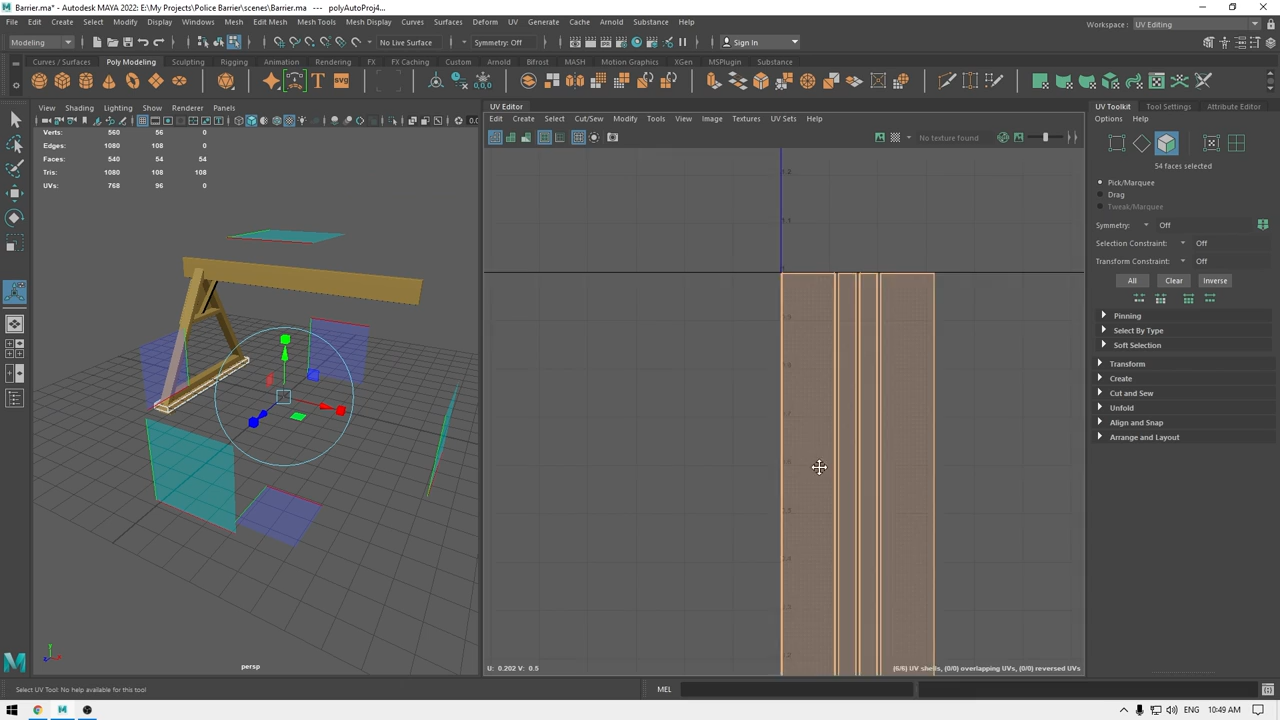 Barrier.ma* - Autodesk MAYA 2022: E:\My Projects\Police Barrier\scenes\Barrier.ma --- polyAutoProj4...
File Edit Create Select Modify Display Windows Mesh Edit Mesh Mesh Tools Mesh Display Curves Surfaces Deform UV Generate Cache Arnold Substance Help
Workspace : UV Editing
Modeling No Live Surface Symmetry: Off Sign In
Curves / Surfaces Poly Modeling Sculpting Rigging Animation Rendering FX FX Caching Custom Arnold Bifrost MASH Motion Graphics XGen MSPlugin Substance
View Shading Lighting Show Renderer Panels
UV Editor
UV Toolkit Tool Settings Attribute Editor
Edit Create Select Cut/Sew Modify Tools View Image Textures UV Sets Help
Options Help
Verts: 560 56 0
Edges: 1080 108 0
Faces: 540 54 54
Tris: 1080 108 108
UVs: 768 96 0
No texture found
54 faces selected
Pick/Marquee
Drag
Tweak/Marquee
Symmetry: Off
Selection Constraint: Off
Transform Constraint: Off
All Clear Inverse
Pinning
Select By Type
Soft Selection
Transform
Create
Cut and Sew
Unfold
Align and Snap
Arrange and Layout
persp
U: 0.202 V: 0.5
(6/6) UV shells, (0/0) overlapping UVs, (0/0) reversed UVs
Select UV Tool: No help available for this tool
MEL
ENG 10:49 AM